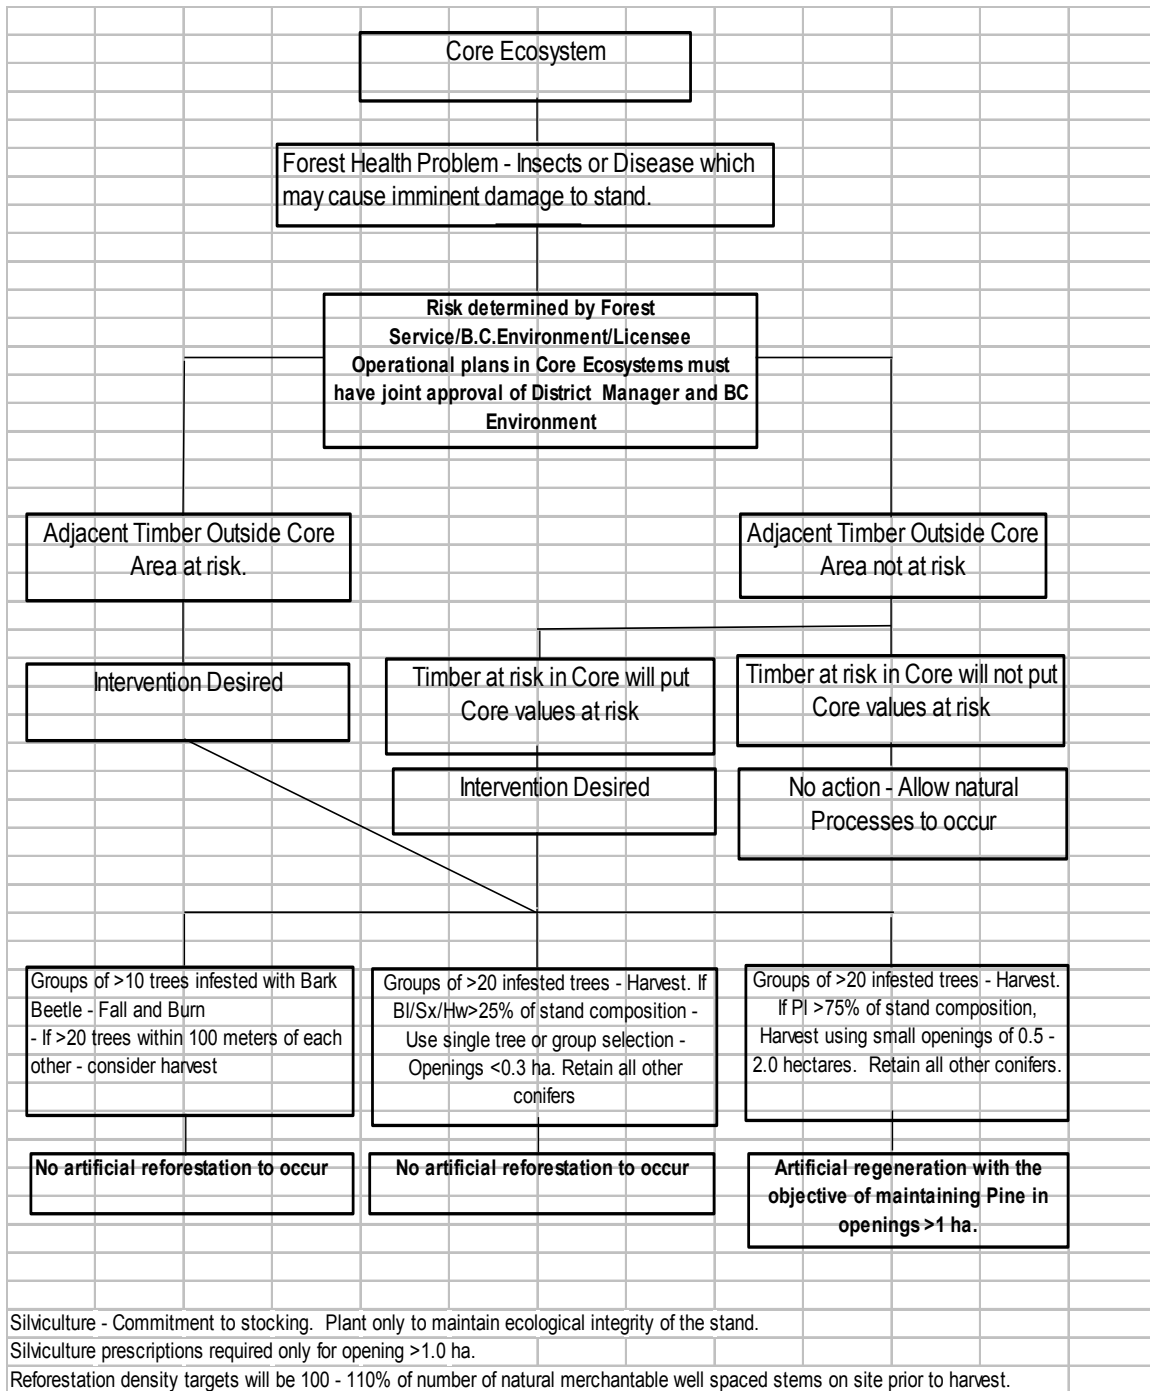 Core Ecosystem
Forest Health Problem - Insects or Disease which
may cause imminent damage to stand.
Risk determined by Forest
Service/B.C.Environment/Licensee
Operational plans in Core Ecosystems must
have joint approval of District Manager and BC
Environment
Adjacent Timber Outside Core
Area at risk.
Adjacent Timber Outside Core
Area not at risk
Intervention Desired
Timber at risk in Core will put
Core values at risk
Timber at risk in Core will not put
Core values at risk
Intervention Desired
No action - Allow natural
Processes to occur
Groups of >10 trees infested with Bark
Beetle - Fall and Burn
- If >20 trees within 100 meters of each
other - consider harvest
Groups of >20 infested trees - Harvest. If
Bl/Sx/Hw>25% of stand composition -
Use single tree or group selection -
Openings <0.3 ha. Retain all other
conifers
Groups of >20 infested trees - Harvest.
If Pl >75% of stand composition,
Harvest using small openings of 0.5 -
2.0 hectares. Retain all other conifers.
No artificial reforestation to occur
No artificial reforestation to occur
Artificial regeneration with the
objective of maintaining Pine in
openings >1 ha.
Silviculture - Commitment to stocking. Plant only to maintain ecological integrity of the stand.
Silviculture prescriptions required only for opening >1.0 ha.
Reforestation density targets will be 100 - 110% of number of natural merchantable well spaced stems on site prior to harvest.